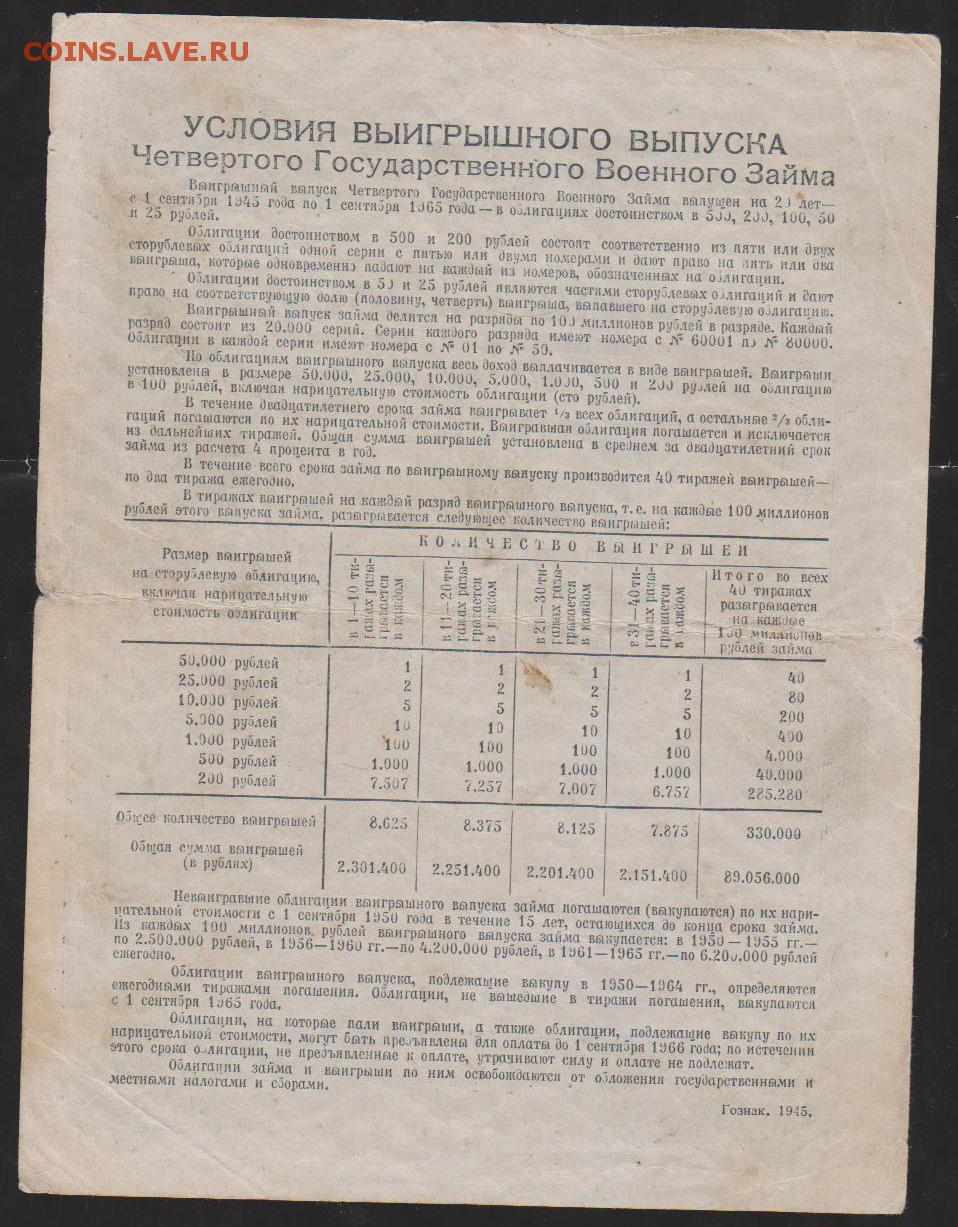 COINS.LAVE.RU
УСЛОВИЯ ВЫИГРЫШНОГО ВЫПУСКА
Четвертого Государственного Военного Займа
Выигрышный выпуск Четвертого Государственного Военного Займа выпущен на 20 лет—
с 1 сентября 1945 года по 1 сентября 1965 года — в облигациях достоинством в 500, 200, 100, 50
и 25 рублей.
Облигации достоинством в 500 и 200 рублей состоят соответственно из пяти или двух
сторублевых облигаций одной серии с пятью или двумя номерами и дают право на пять или два
выигрыша, которые одновременно падают на каждый из номеров, обозначенных на облигации.
Облигации достоинством в 50 и 25 рублей являются частями сторублевых облигаций и дают
право на соответствующую долю (половину, четверть) выигрыша, выпавшего на сторублевую облигацию.
Выигрышный выпуск займа делится на разряды по 100 миллионов рублей в разряде. Каждый
разряд состоит из 20.000 серий. Серии каждого разряда имеют номера с № 60001 по № 80000.
Облигации в каждой серии имеют номера с № 01 по № 50.
По облигациям выигрышного выпуска весь доход выплачивается в виде выигрышей. Выигрыши
установлены в размере 50.000, 25.000, 10.000, 5.000, 1.000, 500 и 200 рублей на облигацию
в 100 рублей, включая нарицательную стоимость облигации (сто рублей).
В течение двадцатилетнего срока займа выигрывает ¹/₃ всех облигаций, а остальные ²/₃ обли-
гаций погашаются по их нарицательной стоимости. Выигравшая облигация погашается и исключается
из дальнейших тиражей. Общая сумма выигрышей установлена в среднем за двадцатилетний срок
займа из расчета 4 процента в год.
В течение всего срока займа по выигрышному выпуску производится 40 тиражей выигрышей—
по два тиража ежегодно.
В тиражах выигрышей на каждый разряд выигрышного выпуска, т. е. на каждые 100 миллионов
рублей этого выпуска займа, разыгрывается следующее количество выигрышей:
Размер выигрышей
на сторублевую облигацию,
включая нарицательную
стоимость облигации
КОЛИЧЕСТВО ВЫИГРЫШЕЙ
в 1—10 ти-
ражах разы-
грывается
в каждом
в 11—20 ти-
ражах разы-
грывается
в каждом
в 21—30 ти-
ражах разы-
грывается
в каждом
в 31—40 ти-
ражах разы-
грывается
в каждом
Итого во всех
40 тиражах
разыгрывается
на каждые
100 миллионов
рублей займа
50.000 рублей 1 1 1 1 40
25.000 рублей 2 2 2 2 80
10.000 рублей 5 5 5 5 200
5.000 рублей 10 10 10 10 400
1.000 рублей 100 100 100 100 4.000
500 рублей 1.000 1.000 1.000 1.000 40.000
200 рублей 7.507 7.257 7.007 6.757 285.280
Общее количество выигрышей 8.625 8.375 8.125 7.875 330.000
Общая сумма выигрышей
(в рублях) 2.301.400 2.251.400 2.201.400 2.151.400 89.056.000
Невыигравшие облигации выигрышного выпуска займа погашаются (выкупаются) по их нари-
цательной стоимости с 1 сентября 1950 года в течение 15 лет, остающихся до конца срока займа.
Из каждых 100 миллионов рублей выигрышного выпуска займа выкупается: в 1950 — 1955 гг.—
по 2.500.000 рублей, в 1956—1960 гг.—по 4.200.000 рублей, в 1961—1965 гг.—по 6.200.000 рублей
ежегодно.
Облигации выигрышного выпуска, подлежащие выкупу в 1950—1964 гг., определяются
ежегодными тиражами погашения. Облигации, не вышедшие в тиражи погашения, выкупаются
с 1 сентября 1965 года.
Облигации, на которые пали выигрыши, а также облигации, подлежащие выкупу по их
нарицательной стоимости, могут быть предъявлены для оплаты до 1 сентября 1966 года; по истечении
этого срока облигации, не предъявленные к оплате, утрачивают силу и оплате не подлежат.
Облигации займа и выигрыши по ним освобождаются от обложения государственными и
местными налогами и сборами.
Гознак. 1945.